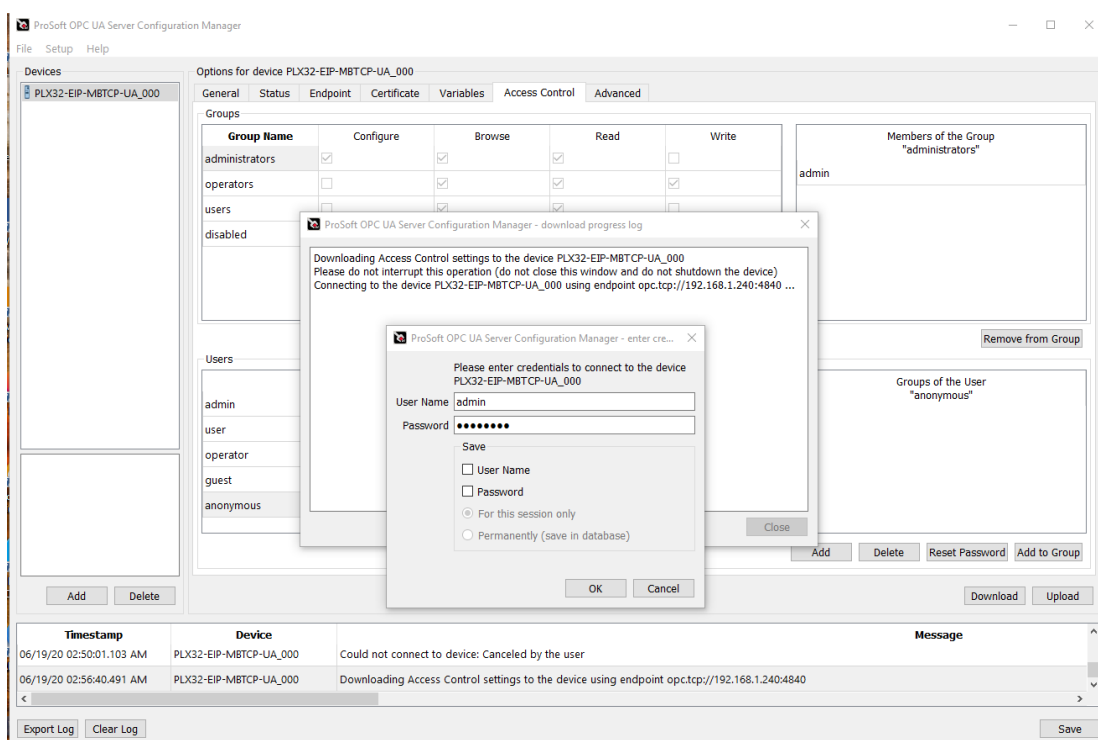 ProSoft OPC UA Server Configuration Manager
File Setup Help
Devices
PLX32-EIP-MBTCP-UA_000
Options for device PLX32-EIP-MBTCP-UA_000
General Status Endpoint Certificate Variables Access Control Advanced
Groups
Group Name Configure Browse Read Write
administrators
operators
users
disabled
Members of the Group
"administrators"
admin
Remove from Group
ProSoft OPC UA Server Configuration Manager - download progress log
Downloading Access Control settings to the device PLX32-EIP-MBTCP-UA_000
Please do not interrupt this operation (do not close this window and do not shutdown the device)
Connecting to the device PLX32-EIP-MBTCP-UA_000 using endpoint opc.tcp://192.168.1.240:4840 ...
Close
ProSoft OPC UA Server Configuration Manager - enter cre...
Please enter credentials to connect to the device
PLX32-EIP-MBTCP-UA_000
User Name admin
Password ●●●●●●●●
Save
User Name
Password
For this session only
Permanently (save in database)
OK Cancel
Users
admin
user
operator
guest
anonymous
Groups of the User
"anonymous"
Add Delete Reset Password Add to Group
Add Delete
Download Upload
Timestamp Device Message
06/19/20 02:50:01.103 AM PLX32-EIP-MBTCP-UA_000 Could not connect to device: Canceled by the user
06/19/20 02:56:40.491 AM PLX32-EIP-MBTCP-UA_000 Downloading Access Control settings to the device using endpoint opc.tcp://192.168.1.240:4840
Export Log Clear Log Save